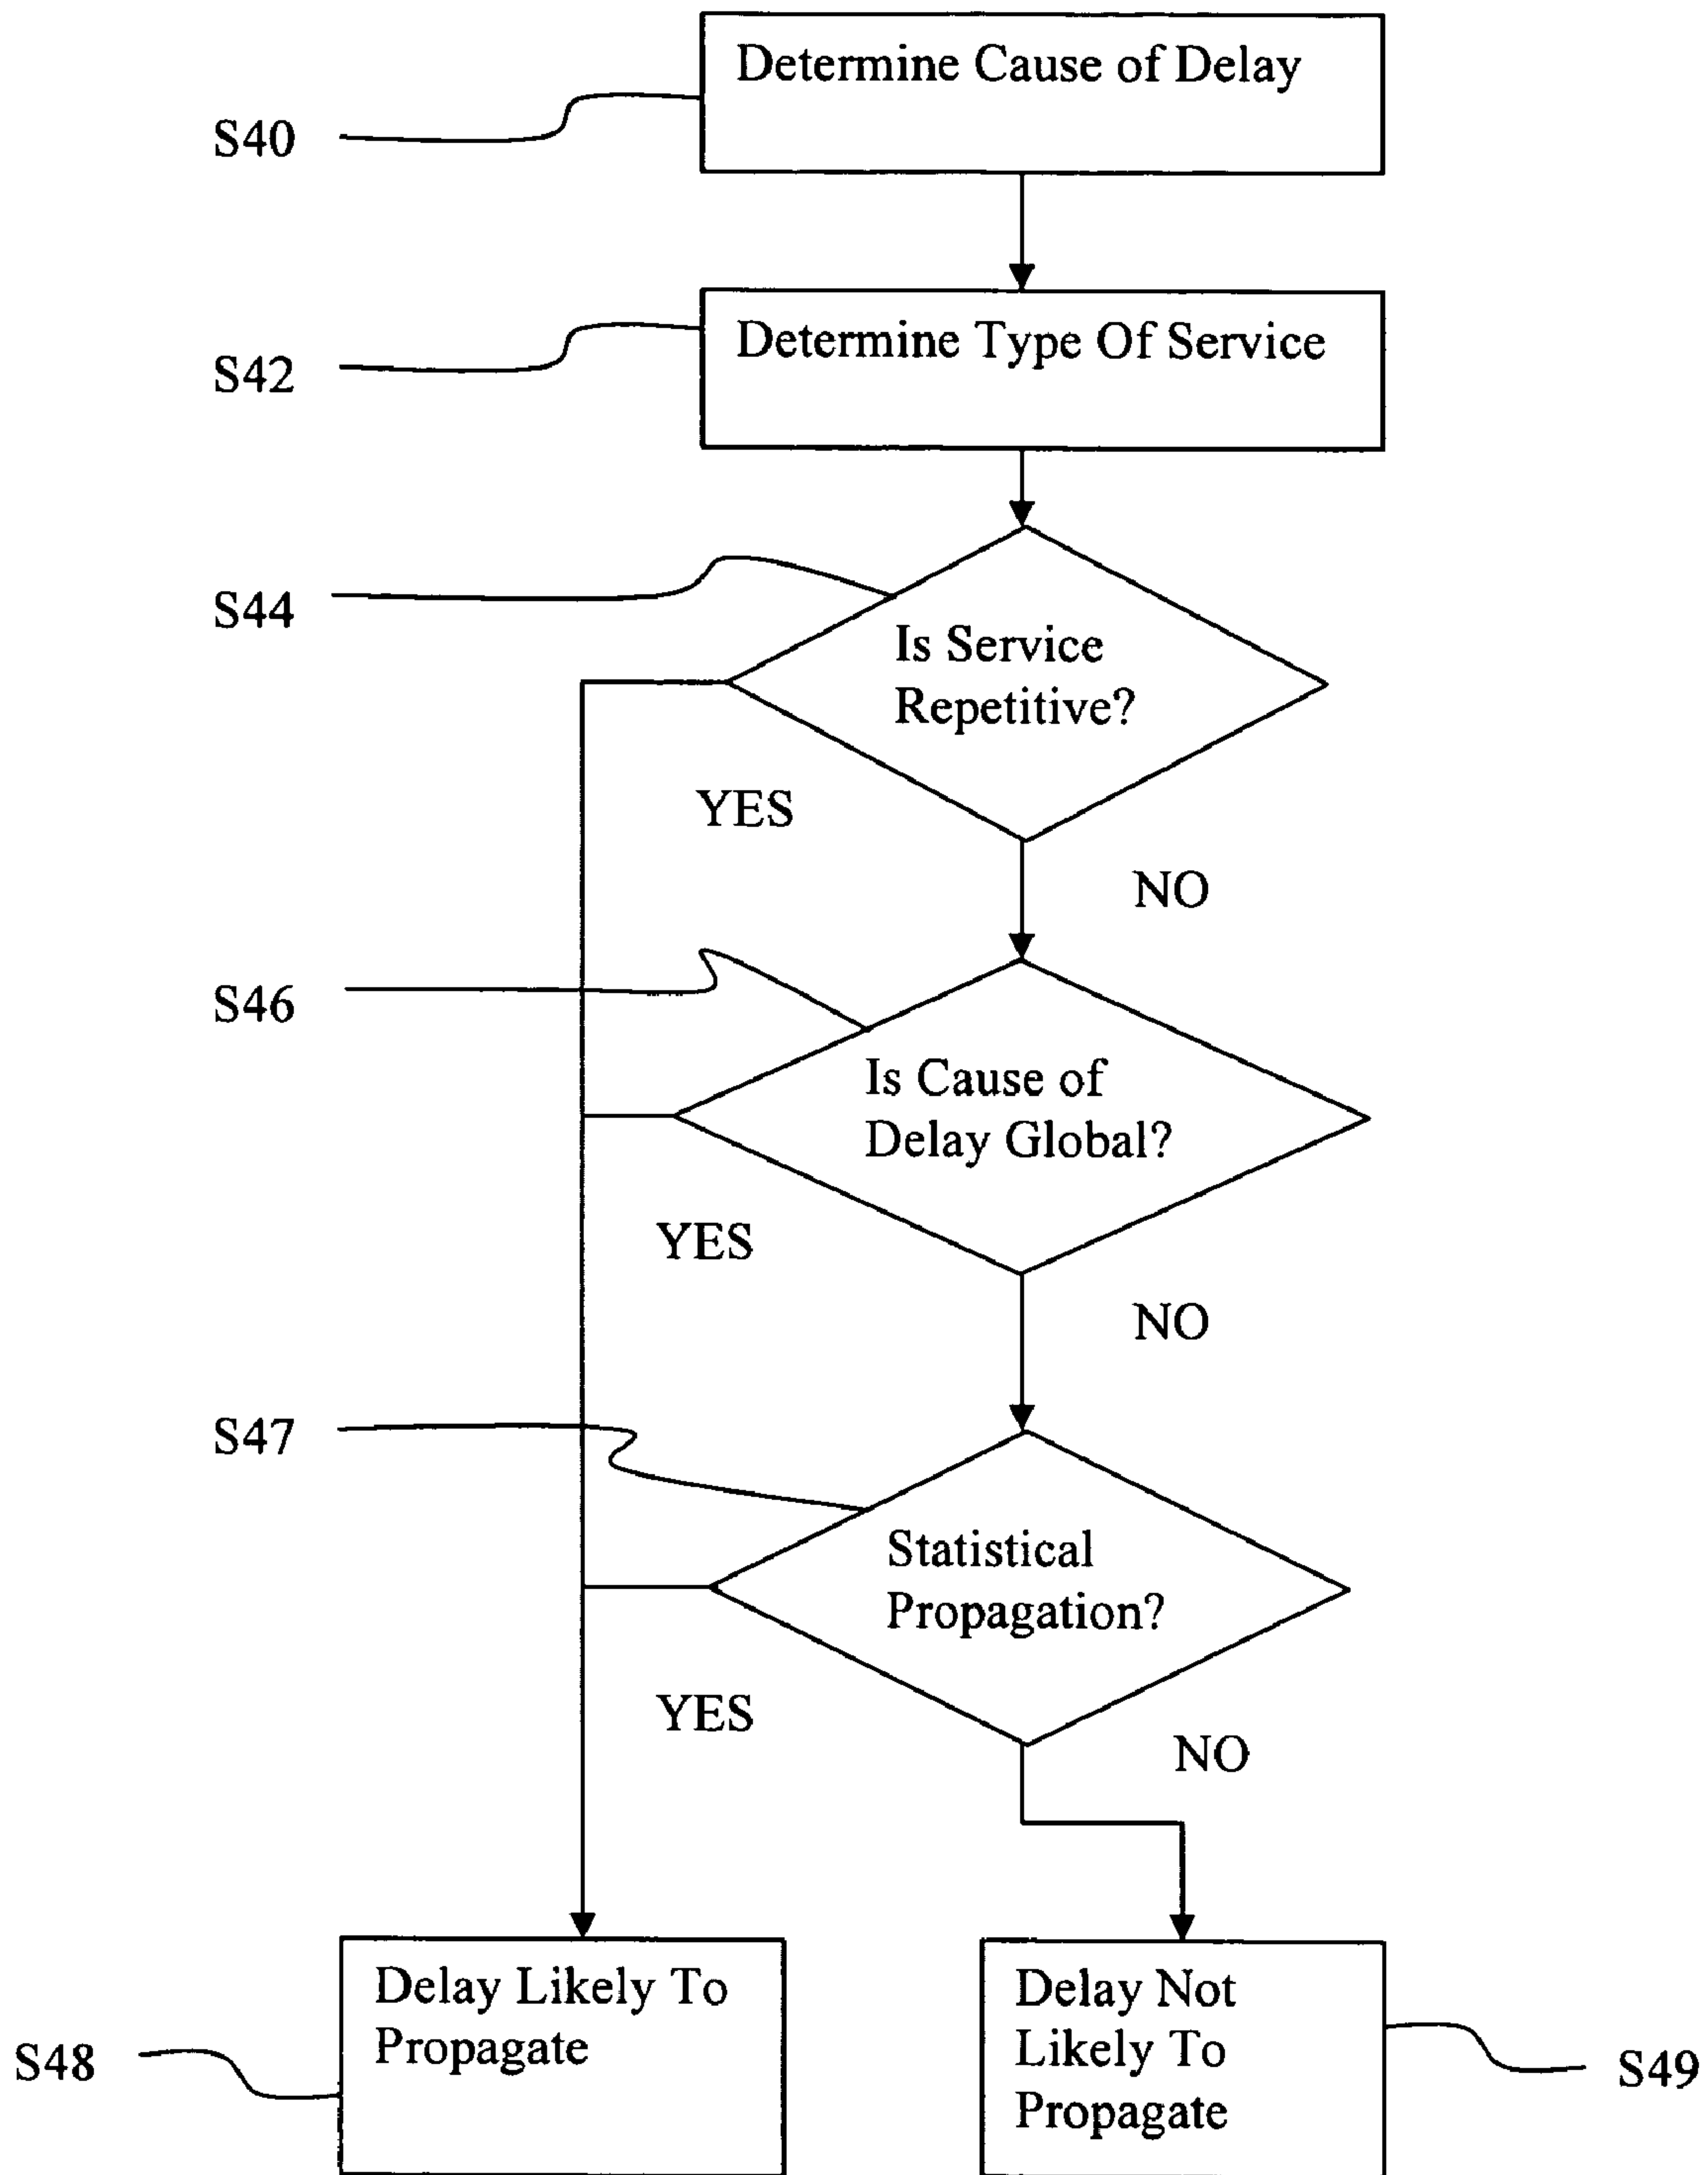 Determine Cause of Delay
S40
Determine Type Of Service
S42
S44
Is Service
Repetitive?
YES
NO
S46
Is Cause of
Delay Global?
YES
NO
S47
Statistical
Propagation?
YES
NO
Delay Likely To
Propagate
S48
Delay Not
Likely To
Propagate
S49